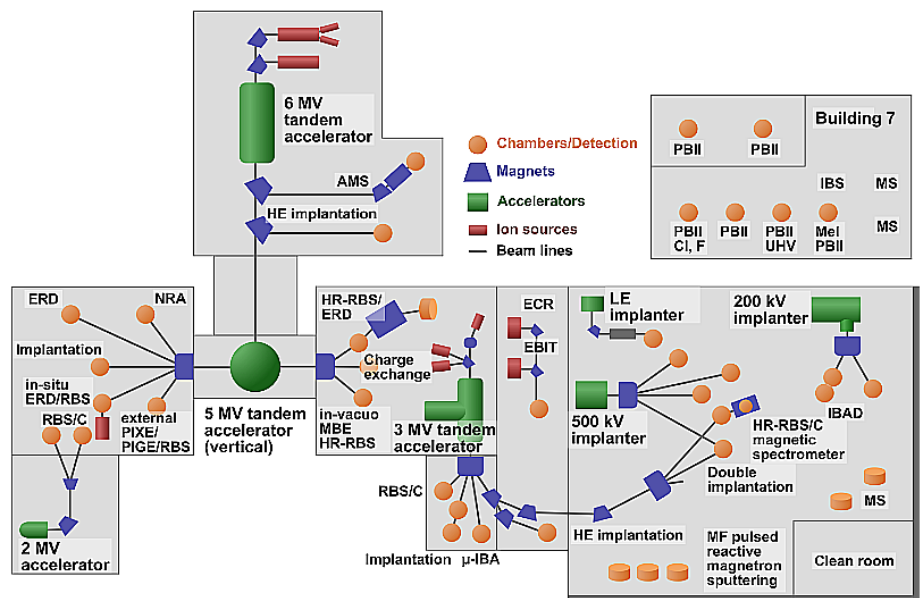 6 MV
tandem
accelerator
AMS
HE implantation
Chambers/Detection
Magnets
Accelerators
Ion sources
Beam lines
Building 7
PBII
PBII
IBS
MS
PBII
Cl, F
PBII
PBII
UHV
Mel
PBII
MS
ERD
NRA
Implantation
in-situ
ERD/RBS
RBS/C
external
PIXE/
PIGE/RBS
5 MV tandem
accelerator
(vertical)
2 MV
accelerator
HR-RBS/
ERD
Charge
exchange
in-vacuo
MBE
HR-RBS
3 MV tandem
accelerator
RBS/C
Implantation
µ-IBA
ECR
EBIT
LE
implanter
500 kV
implanter
200 kV
implanter
IBAD
HR-RBS/C
magnetic
spectrometer
Double
implantation
MS
HE implantation
MF pulsed
reactive
magnetron
sputtering
Clean room